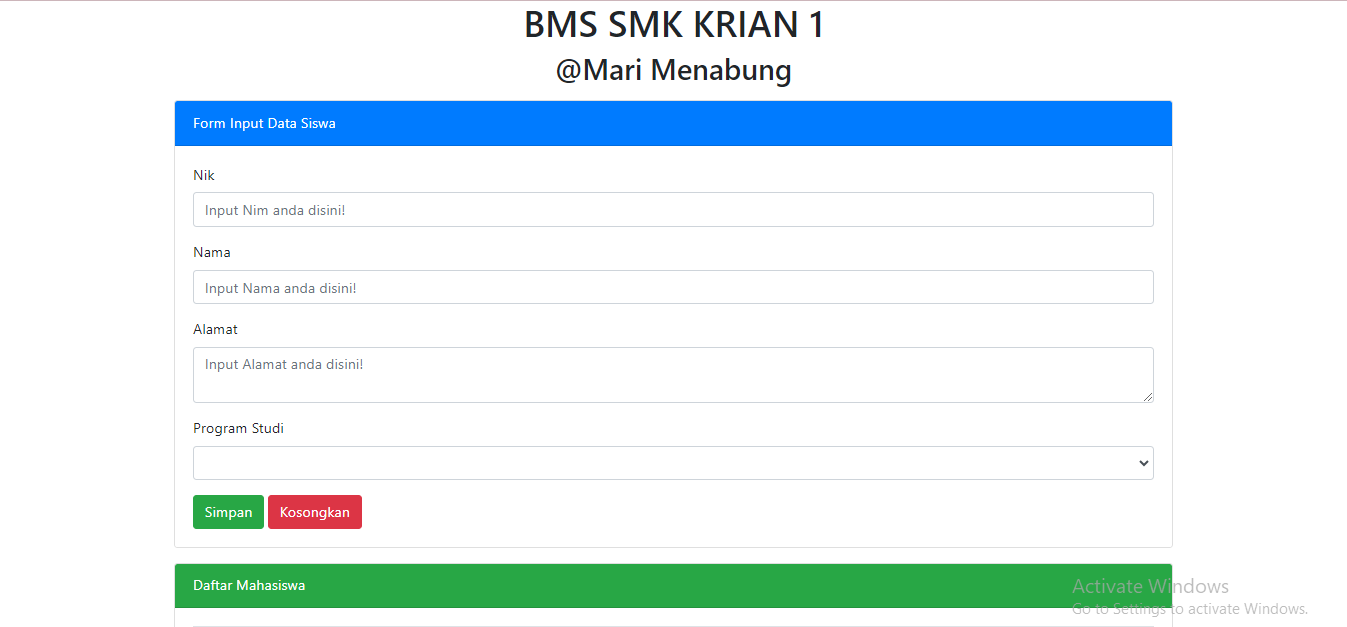 BMS SMK KRIAN 1
@Mari Menabung
Form Input Data Siswa
Nik
Input Nim anda disini!
Nama
Input Nama anda disini!
Alamat
Input Alamat anda disini!
Program Studi
Simpan Kosongkan
Daftar Mahasiswa
Activate Windows
Go to Settings to activate Windows.